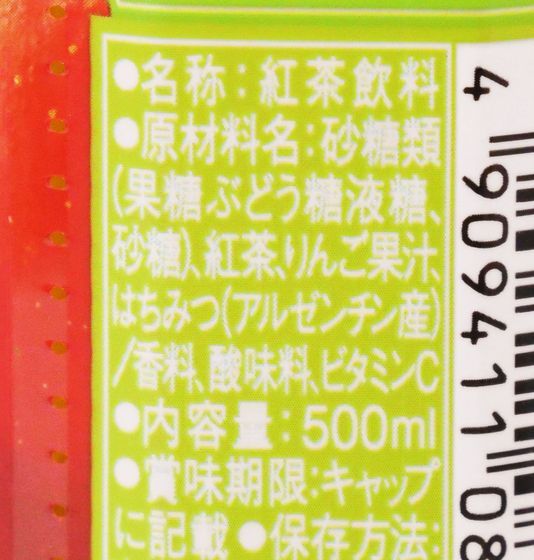 ●名称:紅茶飲料
●原材料名:砂糖類
(果糖ぶどう糖液糖、
砂糖)、紅茶、りんご果汁、
はちみつ(アルゼンチン産)
/香料、酸味料、ビタミンC
●内容量:500ml
●賞味期限:キャップ
に記載●保存方法:
4 909411 08